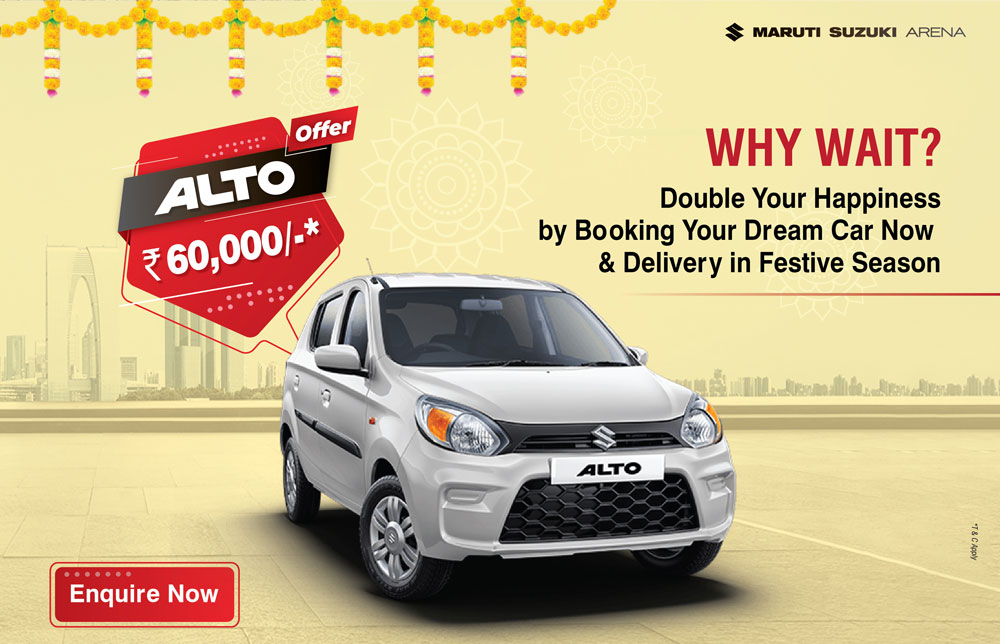 MARUTI SUZUKI ARENA
Offer
ALTO
₹ 60,000/-*
WHY WAIT?
Double Your Happiness
by Booking Your Dream Car Now
& Delivery in Festive Season
ALTO
*T & C Apply
Enquire Now